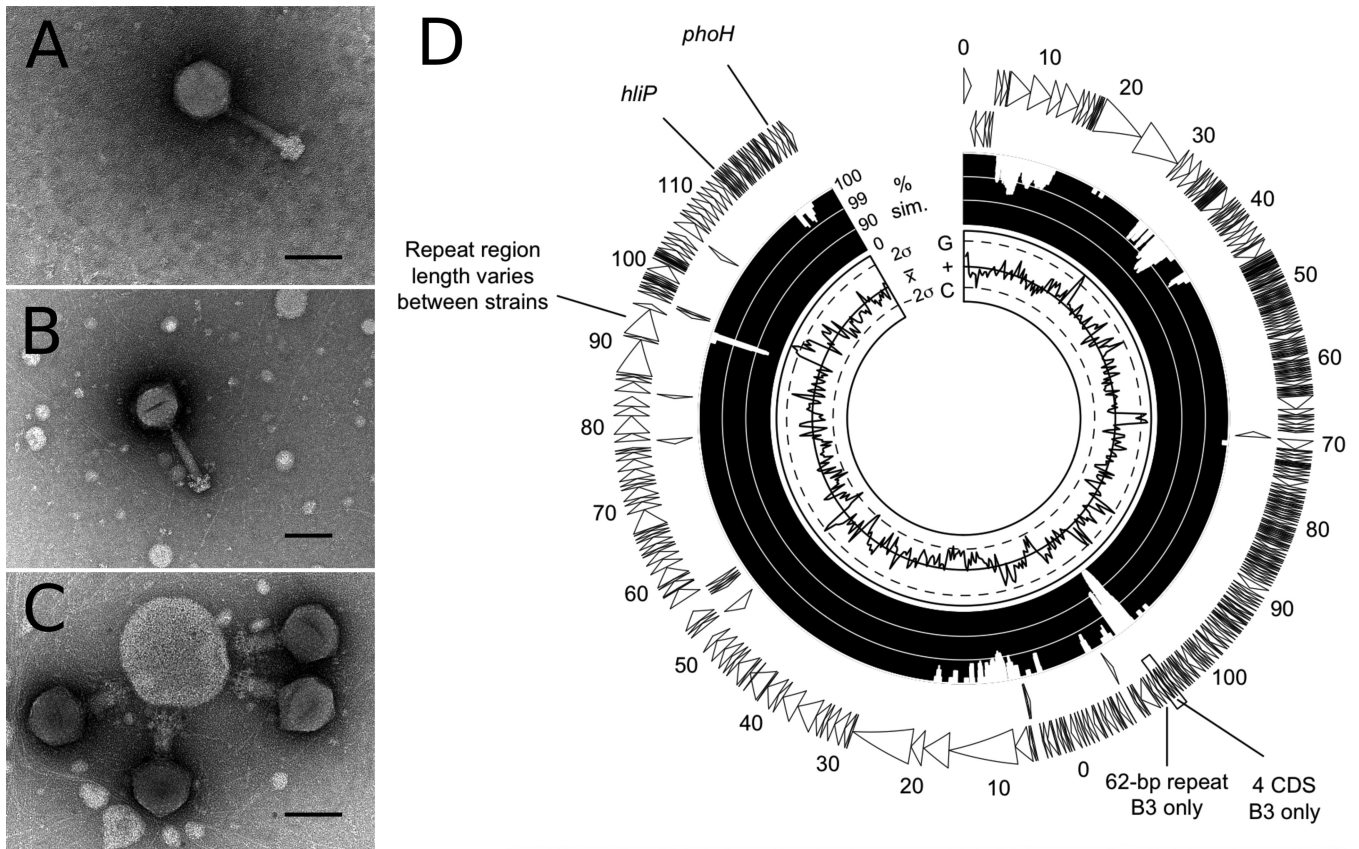 A
B
C
D
phoH
hliP
Repeat region
length varies
between strains
0
10
20
30
40
50
60
70
80
90
100
0
10
20
30
40
50
60
70
80
90
100
110
100
99
90
0
%
sim.
2σ
x̅
-2σ
G
+
C
62-bp repeat
B3 only
4 CDS
B3 only